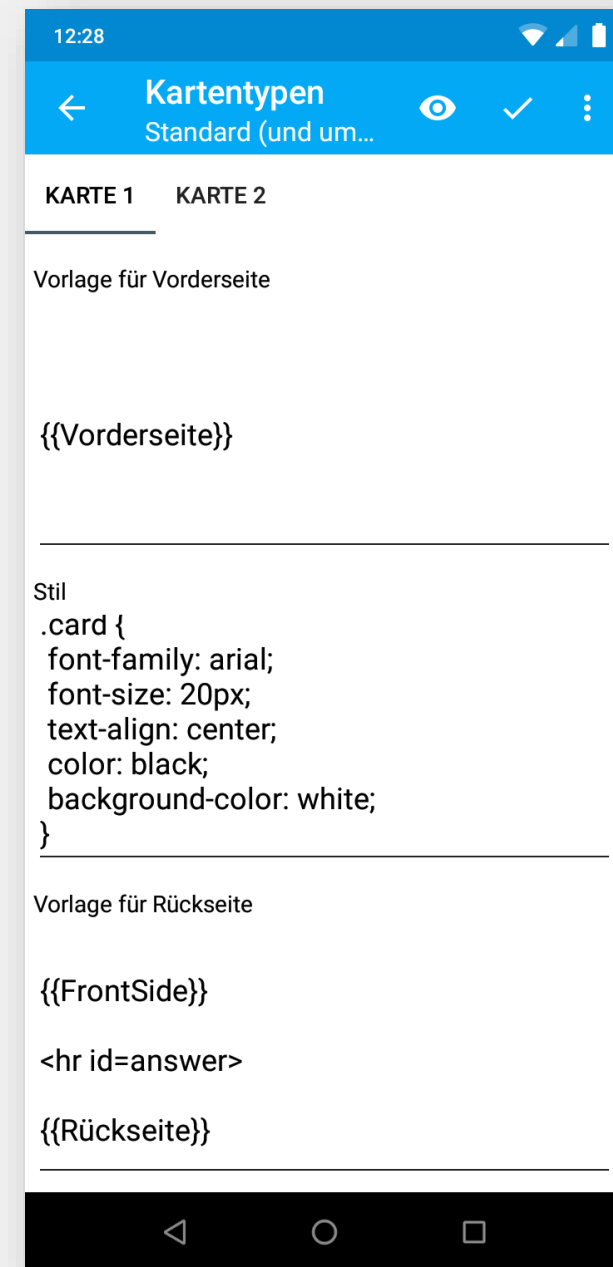 12:28
Kartentypen
Standard (und um...
KARTE 1 KARTE 2
Vorlage für Vorderseite
{{Vorderseite}}
Stil
.card {
font-family: arial;
font-size: 20px;
text-align: center;
color: black;
background-color: white;
}
Vorlage für Rückseite
{{FrontSide}}
<hr id=answer>
{{Rückseite}}